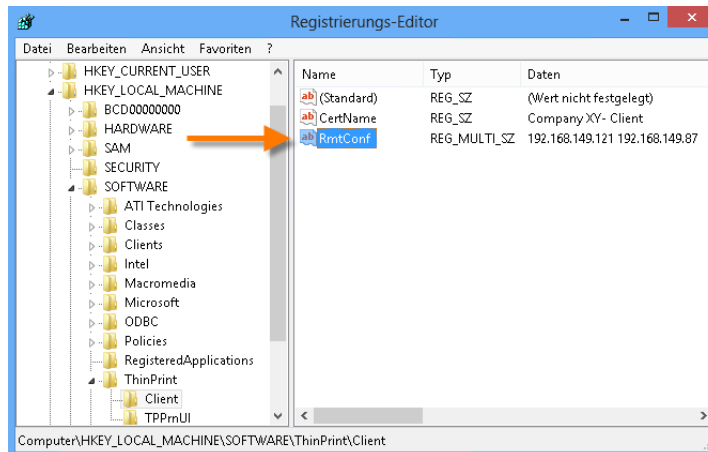 Registrierungs-Editor
Datei Bearbeiten Ansicht Favoriten ?
HKEY_CURRENT_USER
HKEY_LOCAL_MACHINE
BCD00000000
HARDWARE
SAM
SECURITY
SOFTWARE
ATI Technologies
Classes
Clients
Intel
Macromedia
Microsoft
ODBC
Policies
RegisteredApplications
ThinPrint
Client
TPPrnUI
Name Typ Daten
(Standard) REG_SZ (Wert nicht festgelegt)
CertName REG_SZ Company XY- Client
RmtConf REG_MULTI_SZ 192.168.149.121 192.168.149.87
Computer\HKEY_LOCAL_MACHINE\SOFTWARE\ThinPrint\Client